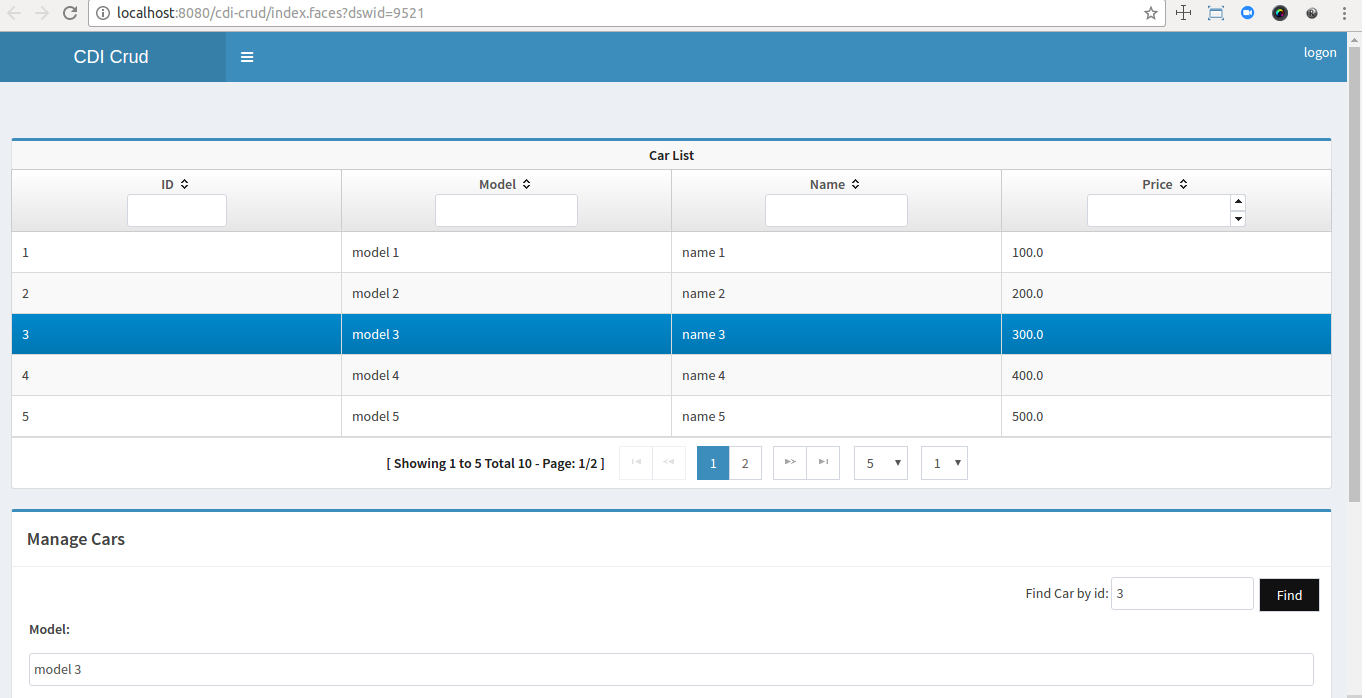 localhost:8080/cdi-crud/index.faces?dswid=9521
CDI Crud
logon
Car List
ID Model Name Price
1 model 1 name 1 100.0
2 model 2 name 2 200.0
3 model 3 name 3 300.0
4 model 4 name 4 400.0
5 model 5 name 5 500.0
[ Showing 1 to 5 Total 10 - Page: 1/2 ] 1 2 5 1
Manage Cars
Find Car by id: 3 Find
Model:
model 3